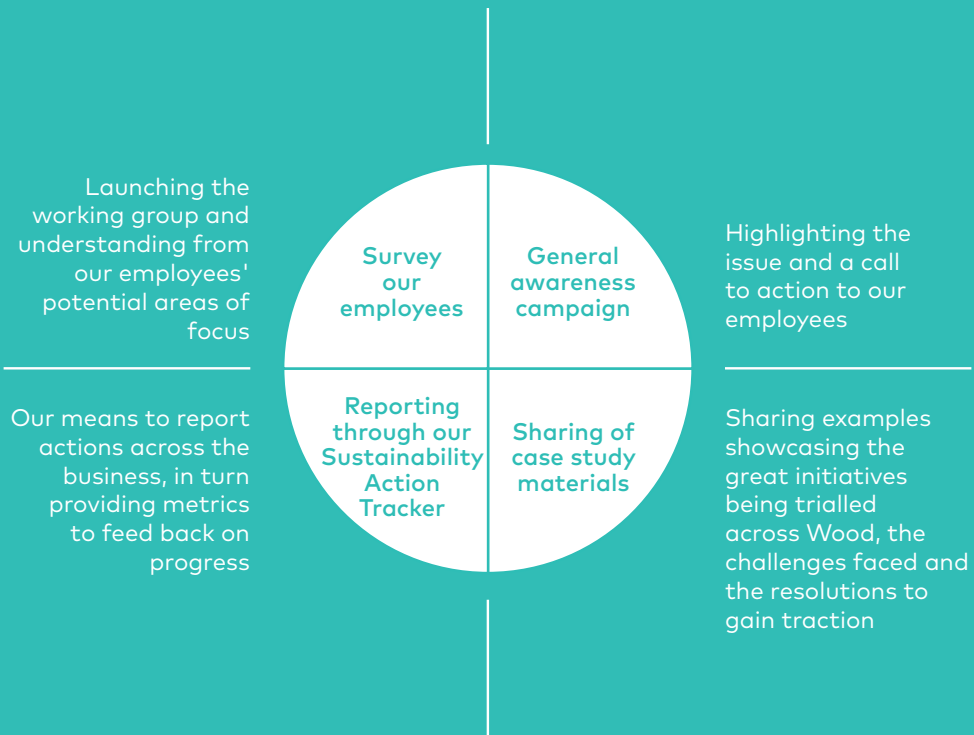 Launching the
working group and
understanding from
our employees'
potential areas of
focus
Survey
our
employees
General
awareness
campaign
Highlighting the
issue and a call
to action to our
employees
Our means to report
actions across the
business, in turn
providing metrics
to feed back on
progress
Reporting
through our
Sustainability
Action
Tracker
Sharing of
case study
materials
Sharing examples
showcasing the
great initiatives
being trialled
across Wood, the
challenges faced and
the resolutions to
gain traction